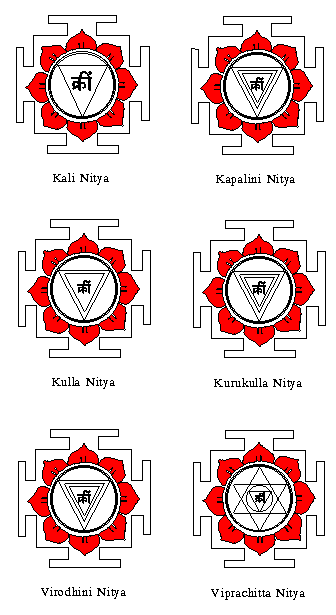 क्रीं
क्रीं
Kali Nitya
Kapalini Nitya
क्रीं
क्रीं
Kulla Nitya
Kurukulla Nitya
क्रीं
क्रीं
Virodhini Nitya
Viprachitta Nitya